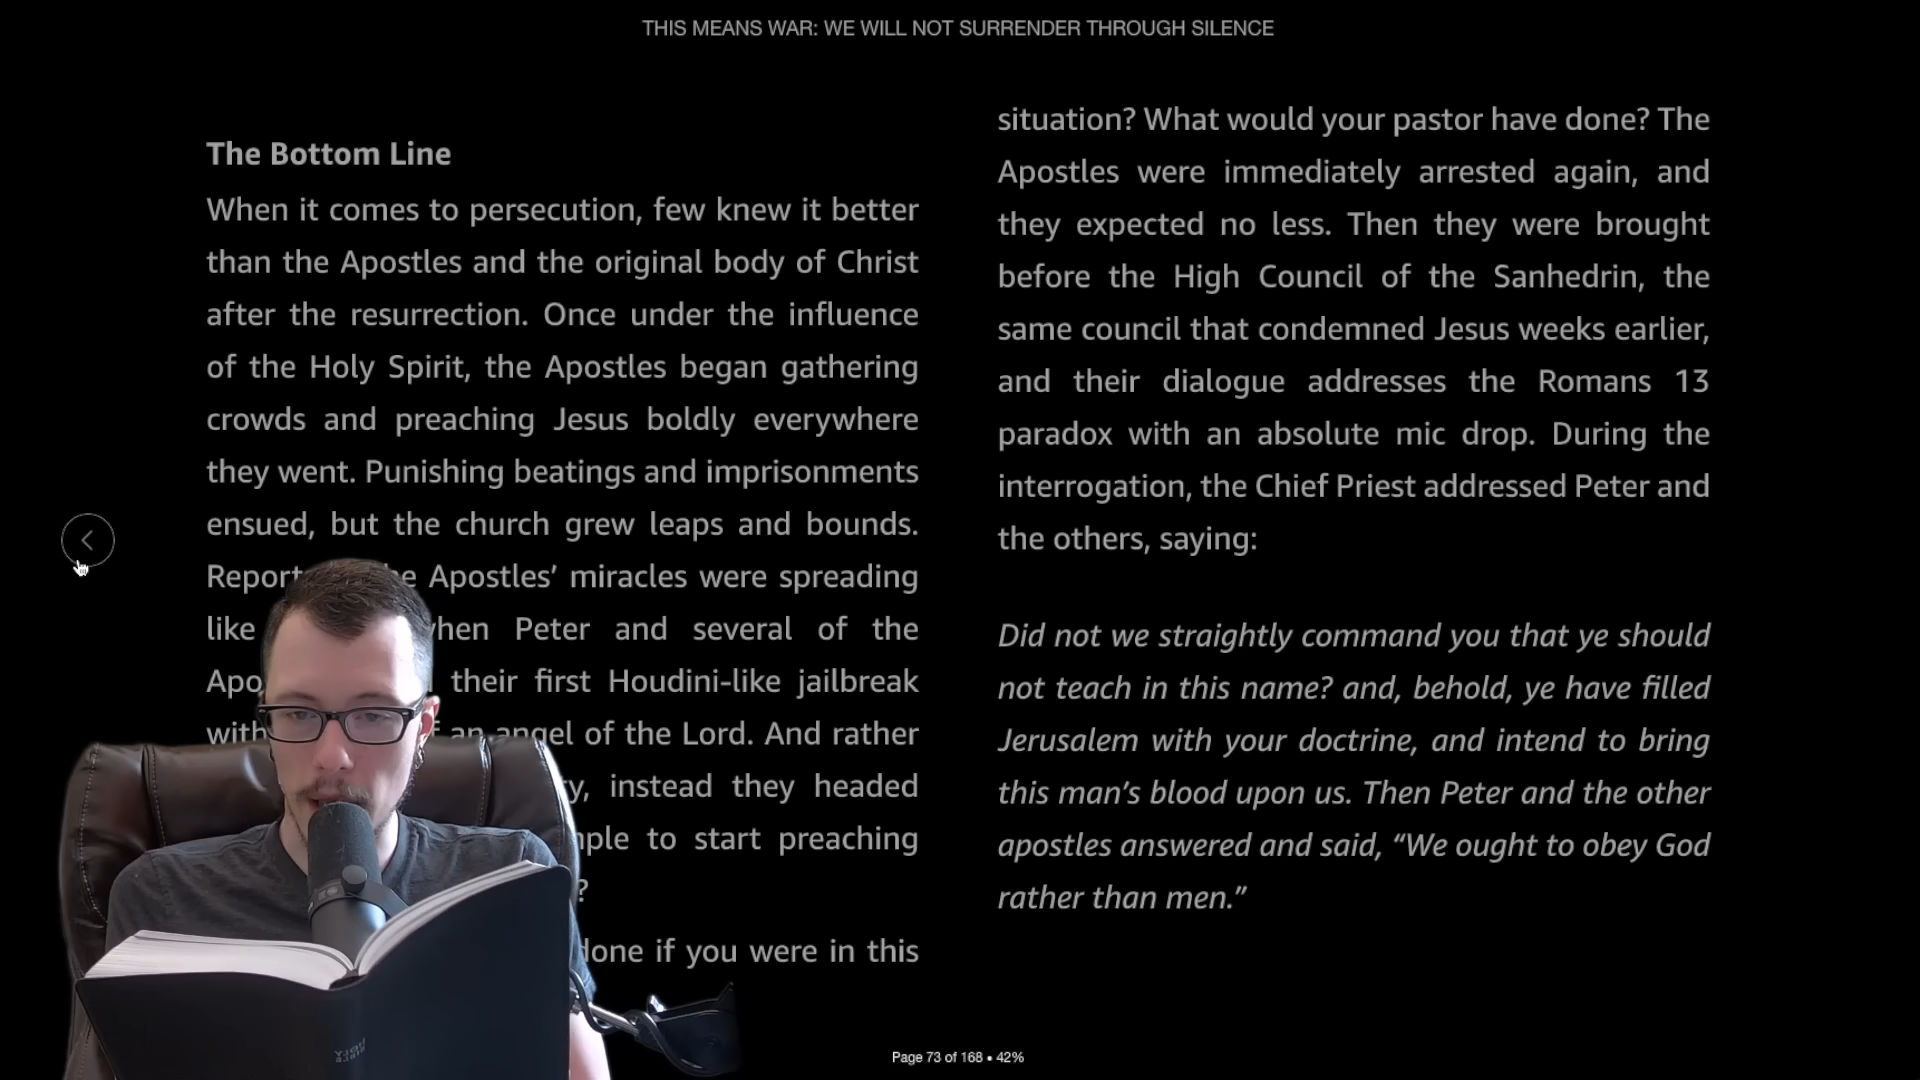 THIS MEANS WAR: WE WILL NOT SURRENDER THROUGH SILENCE
The Bottom Line
When it comes to persecution, few knew it better
than the Apostles and the original body of Christ
after the resurrection. Once under the influence
of the Holy Spirit, the Apostles began gathering
crowds and preaching Jesus boldly everywhere
they went. Punishing beatings and imprisonments
ensued, but the church grew leaps and bounds.
Apostles’ miracles were spreading
like Peter and several of the
their first Houdini-like jailbreak
an angel of the Lord. And rather
instead they headed
to start preaching
?
if you were in this
situation? What would your pastor have done? The
Apostles were immediately arrested again, and
they expected no less. Then they were brought
before the High Council of the Sanhedrin, the
same council that condemned Jesus weeks earlier,
and their dialogue addresses the Romans 13
paradox with an absolute mic drop. During the
interrogation, the Chief Priest addressed Peter and
the others, saying:
Did not we straightly command you that ye should
not teach in this name? and, behold, ye have filled
Jerusalem with your doctrine, and intend to bring
this man’s blood upon us. Then Peter and the other
apostles answered and said, “We ought to obey God
rather than men.”
HOLY
BIBLE
Page 73 of 168 • 42%